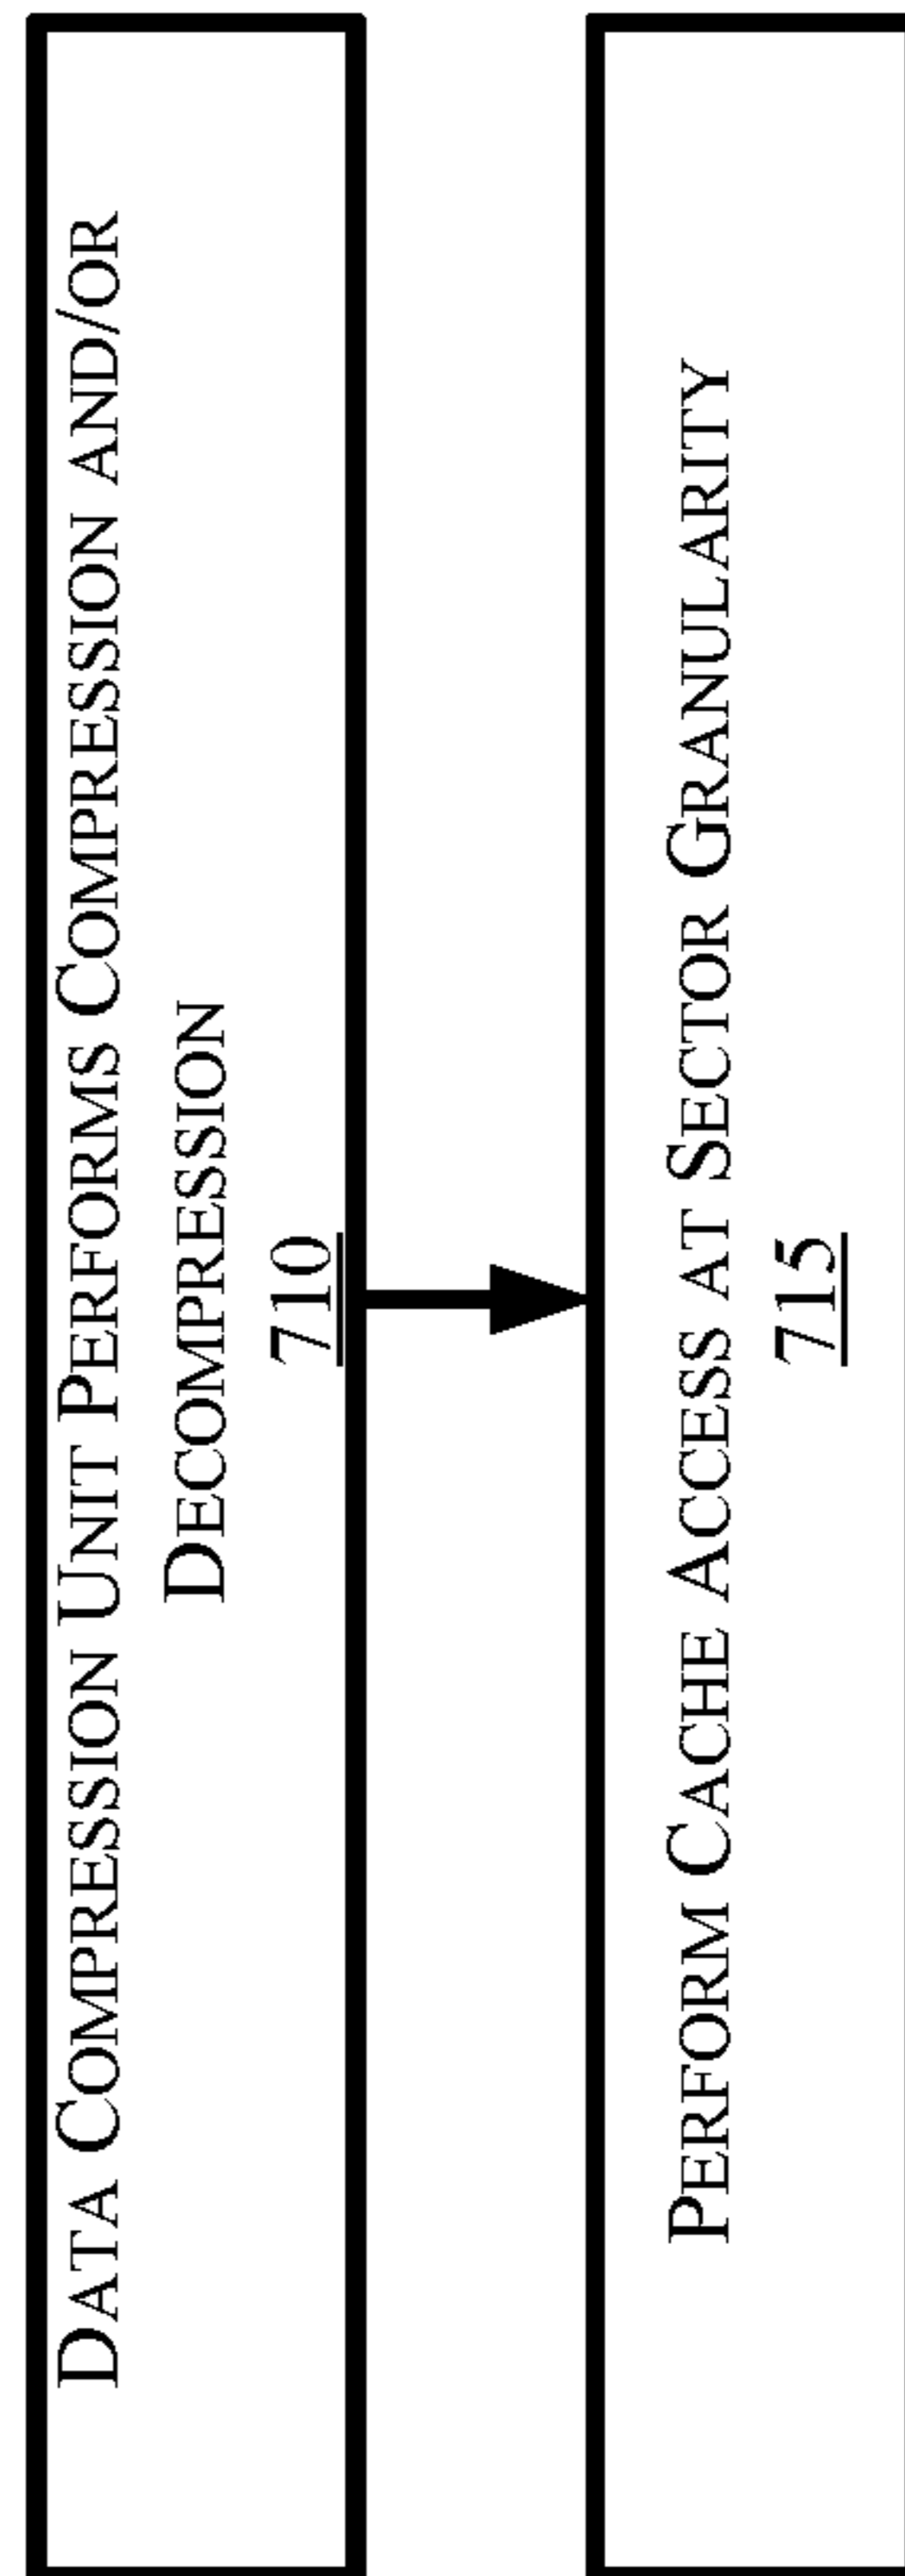 DATA COMPRESSION UNIT PERFORMS COMPRESSION AND/OR
DECOMPRESSION
710
PERFORM CACHE ACCESS AT SECTOR GRANULARITY
715